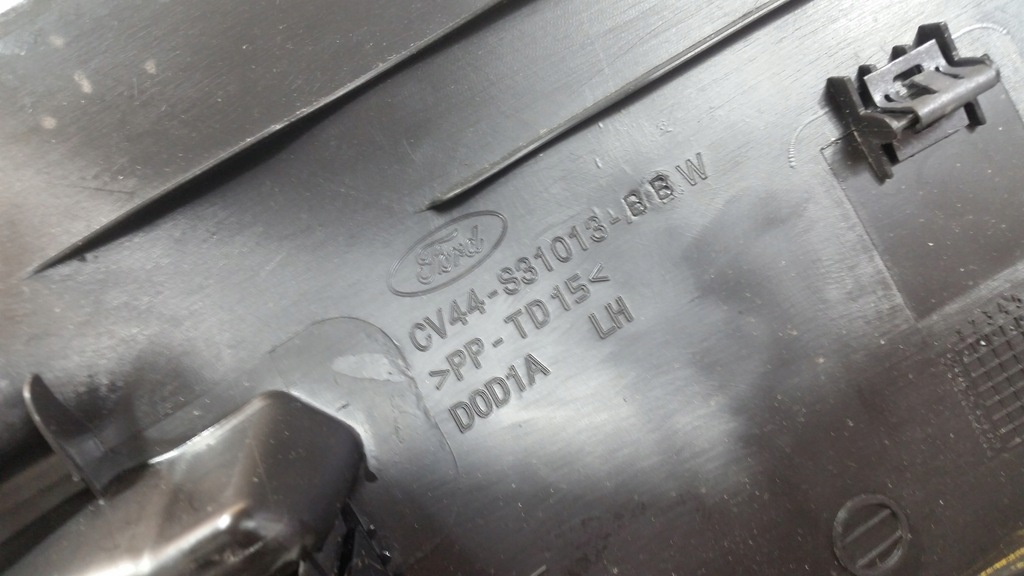 Ford
CV44-S31013-BBW
>PP-TD15<
D0D1A LH